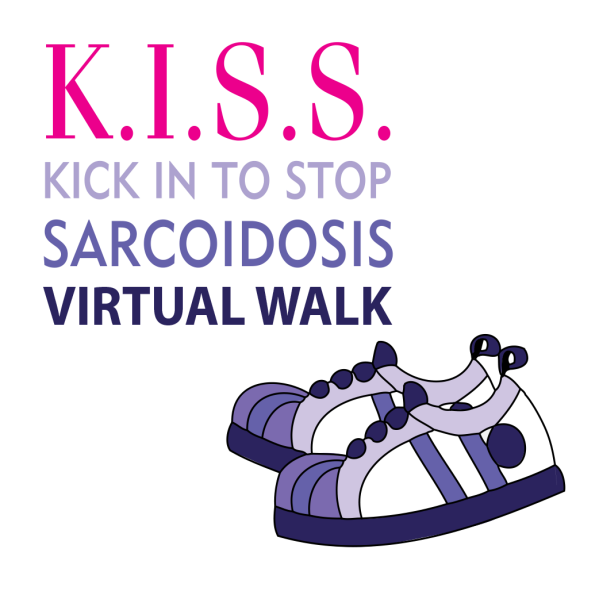 K.I.S.S.
KICK IN TO STOP
SARCOIDOSIS
VIRTUAL WALK